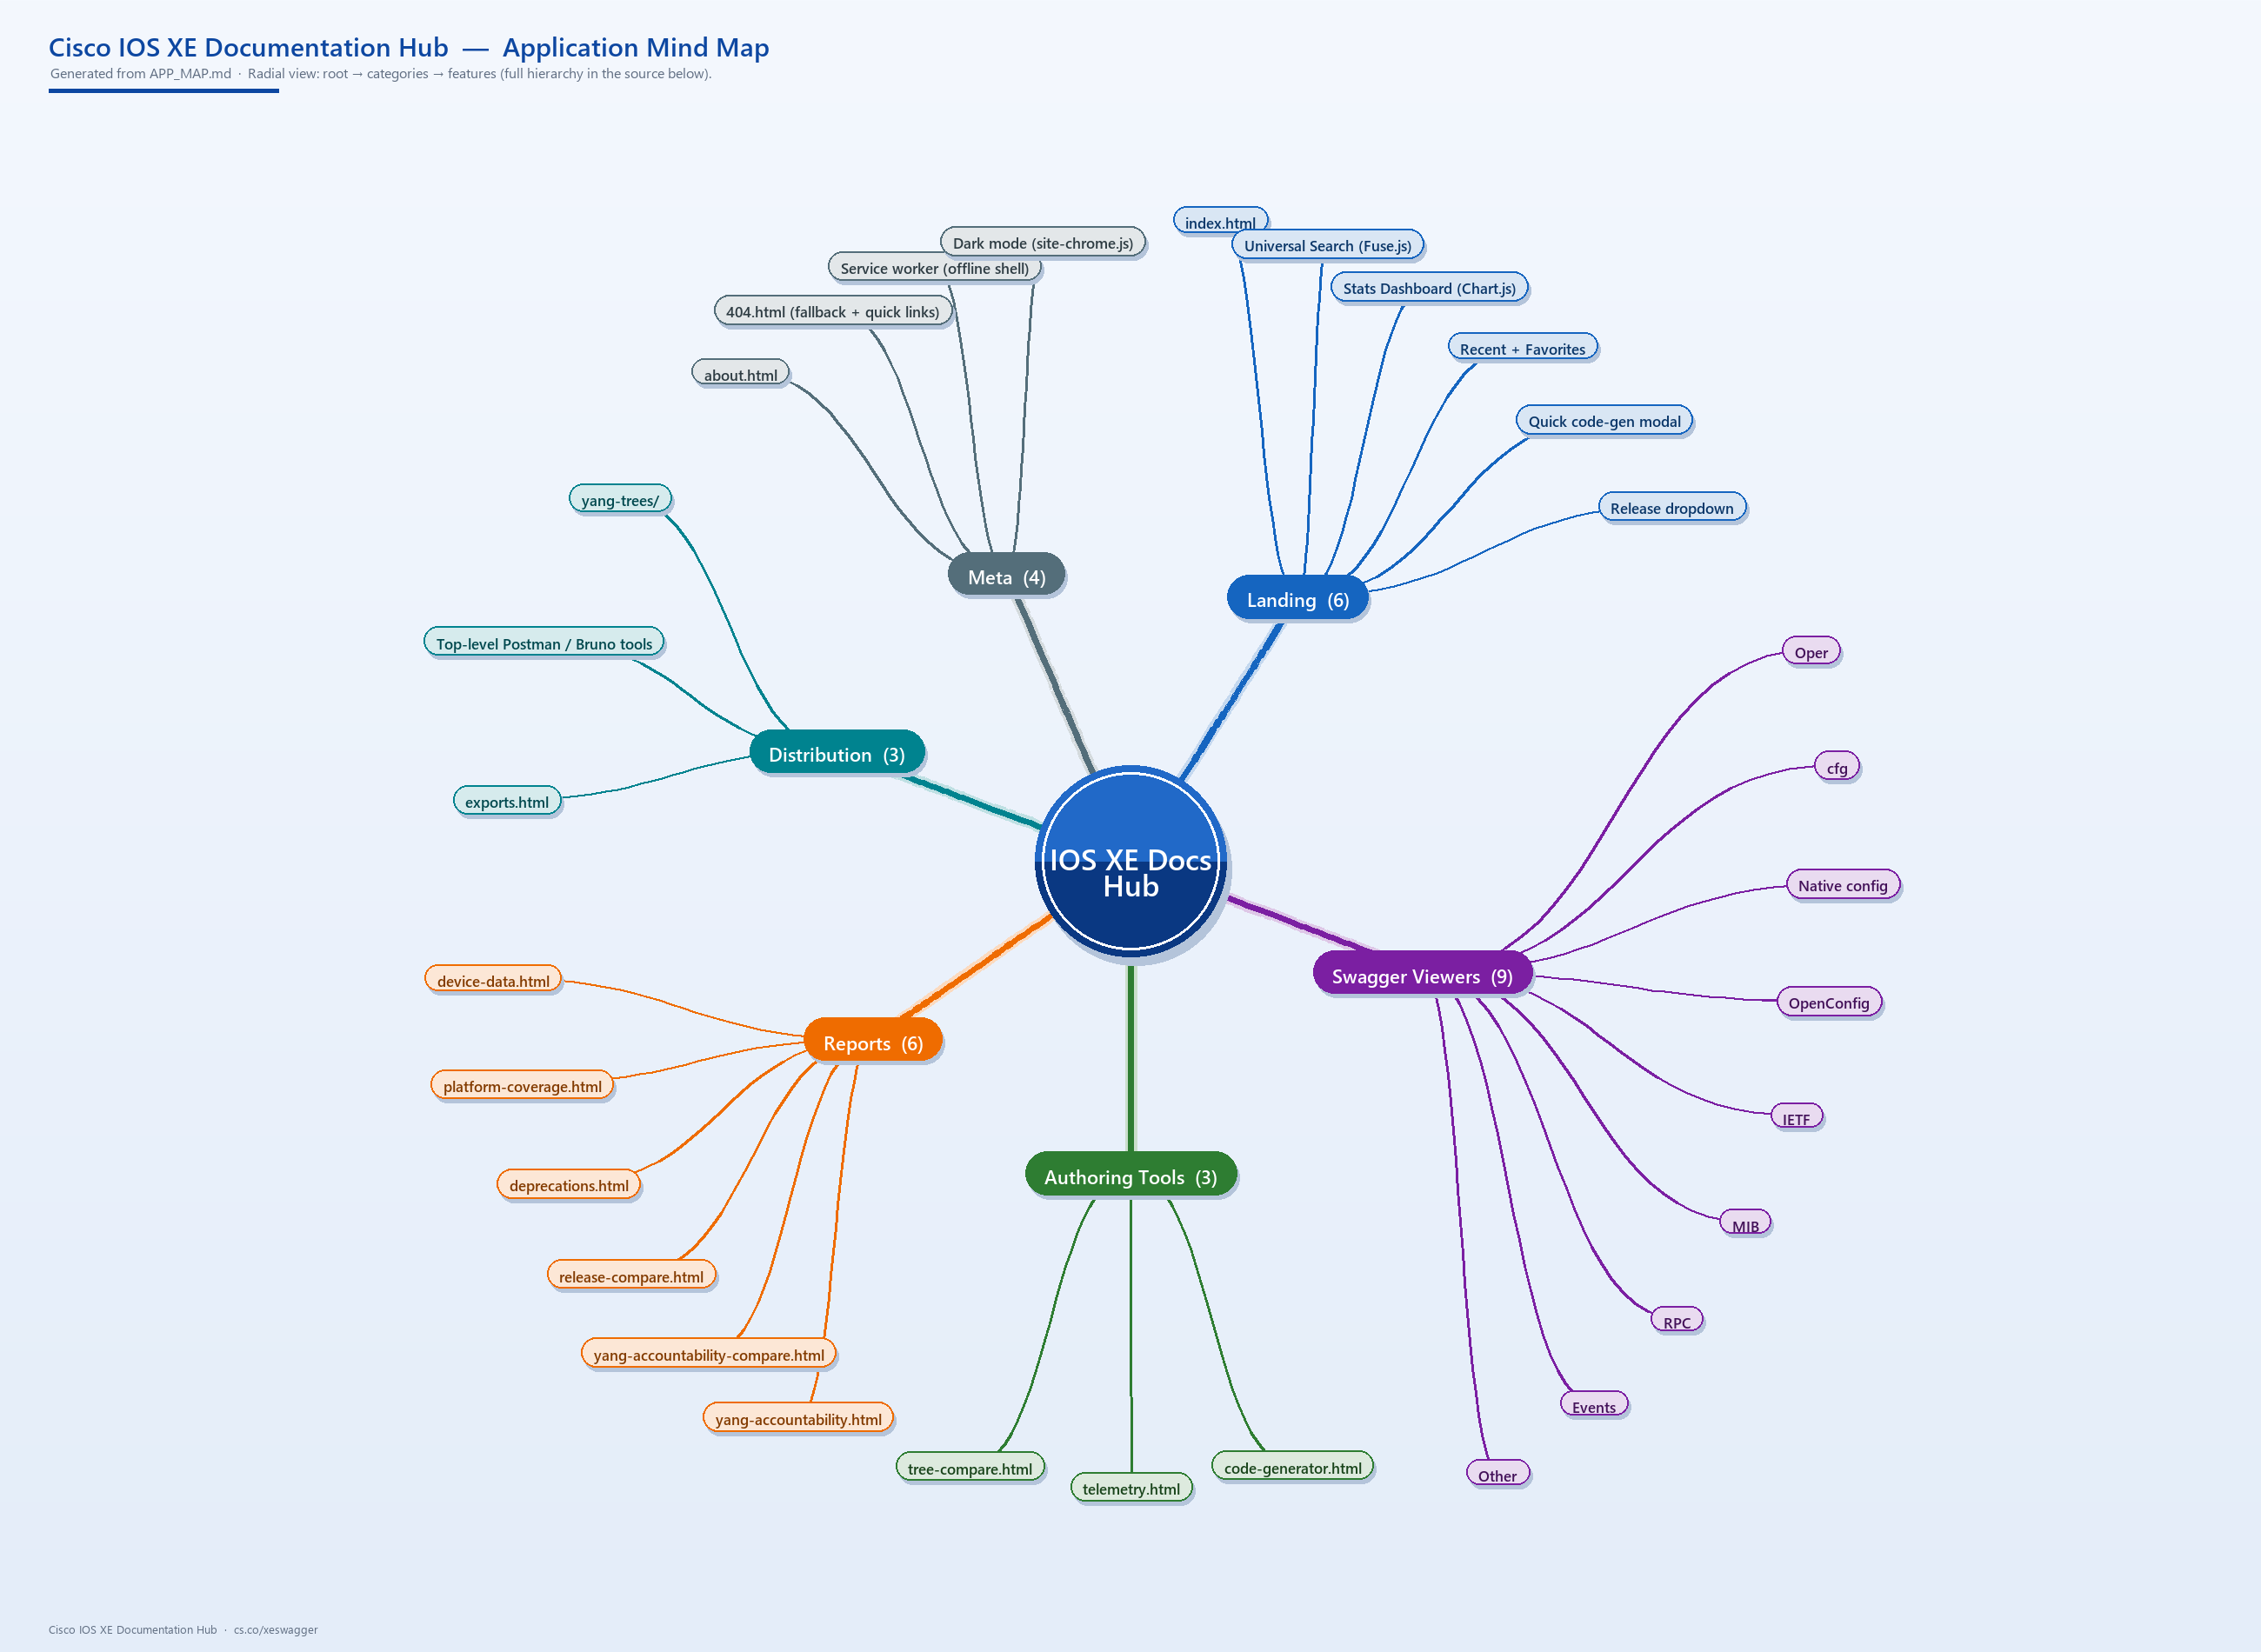 Cisco IOS XE Documentation Hub — Application Mind Map
Generated from APP_MAP.md · Radial view: root → categories → features (full hierarchy in the source below).
index.html
Universal Search (Fuse.js)
Stats Dashboard (Chart.js)
Recent + Favorites
Quick code-gen modal
Release dropdown
Landing (6)
Dark mode (site-chrome.js)
Service worker (offline shell)
404.html (fallback + quick links)
about.html
Meta (4)
yang-trees/
Top-level Postman / Bruno tools
exports.html
Distribution (3)
IOS XE Docs
Hub
Oper
cfg
Native config
OpenConfig
IETF
MIB
RPC
Events
Other
Swagger Viewers (9)
device-data.html
platform-coverage.html
deprecations.html
release-compare.html
yang-accountability-compare.html
yang-accountability.html
Reports (6)
Authoring Tools (3)
tree-compare.html
telemetry.html
code-generator.html
Cisco IOS XE Documentation Hub · cs.co/xeswagger